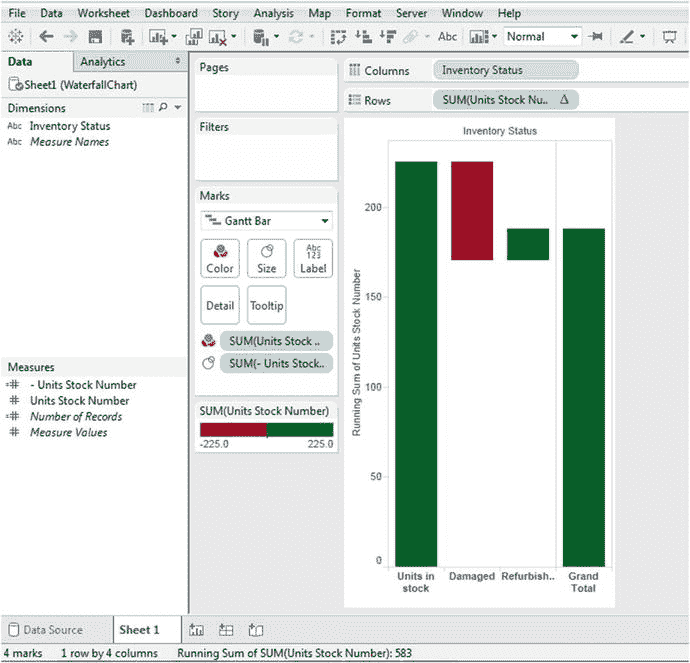 File Data Worksheet Dashboard Story Analysis Map Format Server Window Help
Abc Normal
Data Analytics
Sheet1 (WaterfallChart)
Dimensions
Abc Inventory Status
Abc Measure Names
Measures
=# - Units Stock Number
# Units Stock Number
=# Number of Records
# Measure Values
Pages
Filters
Marks
Gantt Bar
Abc
123
Color Size Label
Detail Tooltip
SUM(Units Stock ..
SUM(- Units Stock..
SUM(Units Stock Number)
-225.0 225.0
Columns Inventory Status
Rows SUM(Units Stock Nu.. Δ
Inventory Status
Running Sum of Units Stock Number
200
150
100
50
0
Units in Damaged Refurbish.. Grand
stock Total
Data Source Sheet 1
4 marks 1 row by 4 columns Running Sum of SUM(Units Stock Number): 583